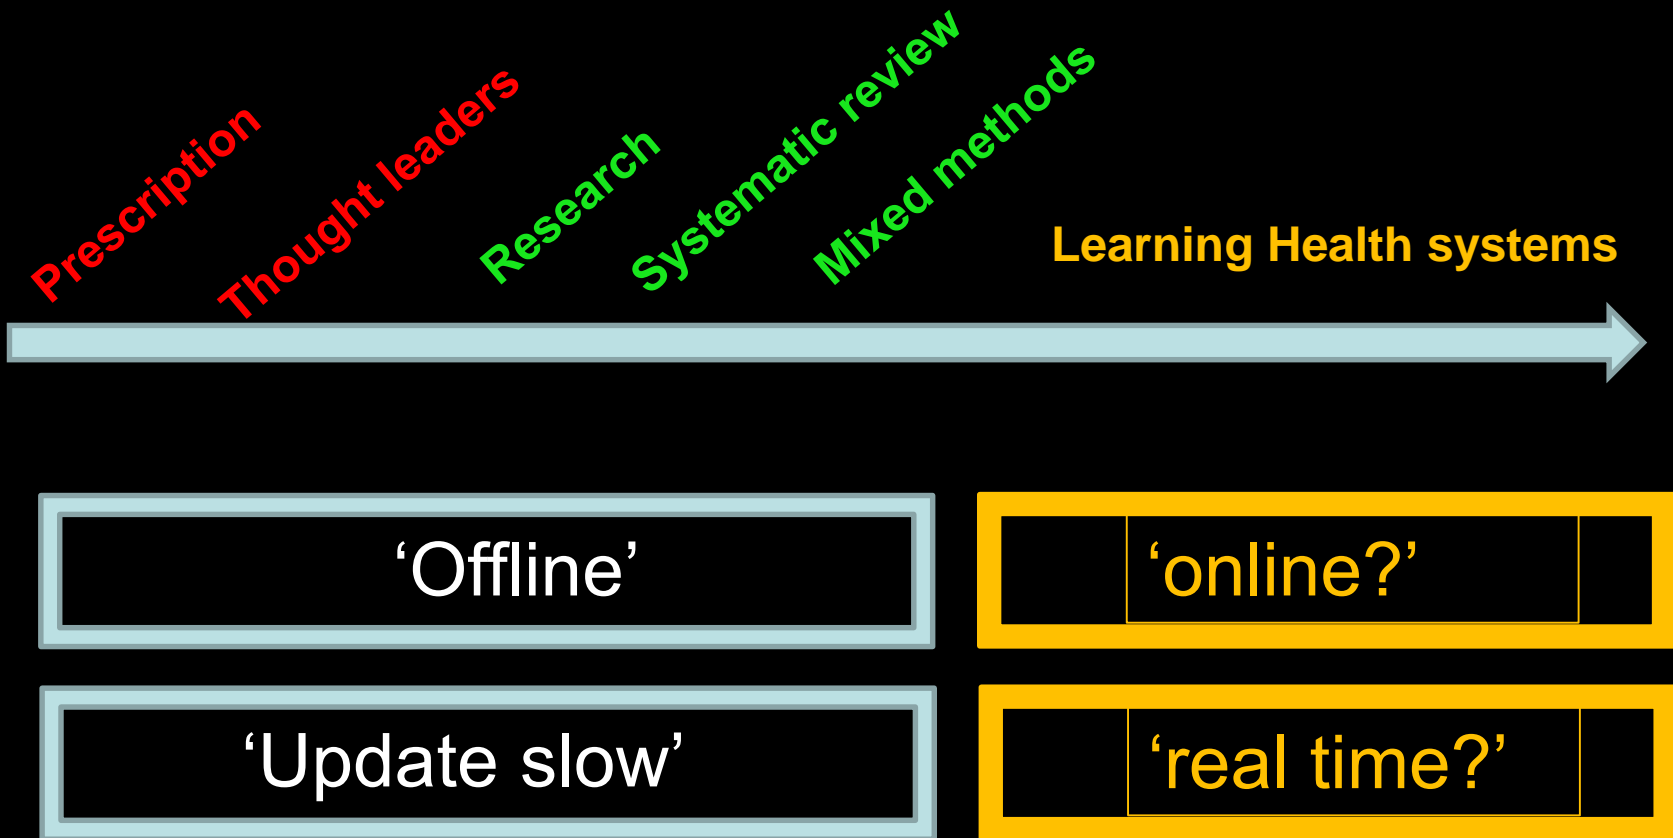 Prescription
Thought leaders
Research
Systematic review
Mixed methods
Learning Health systems
‘Offline’
‘online?’
‘Update slow’
‘real time?’